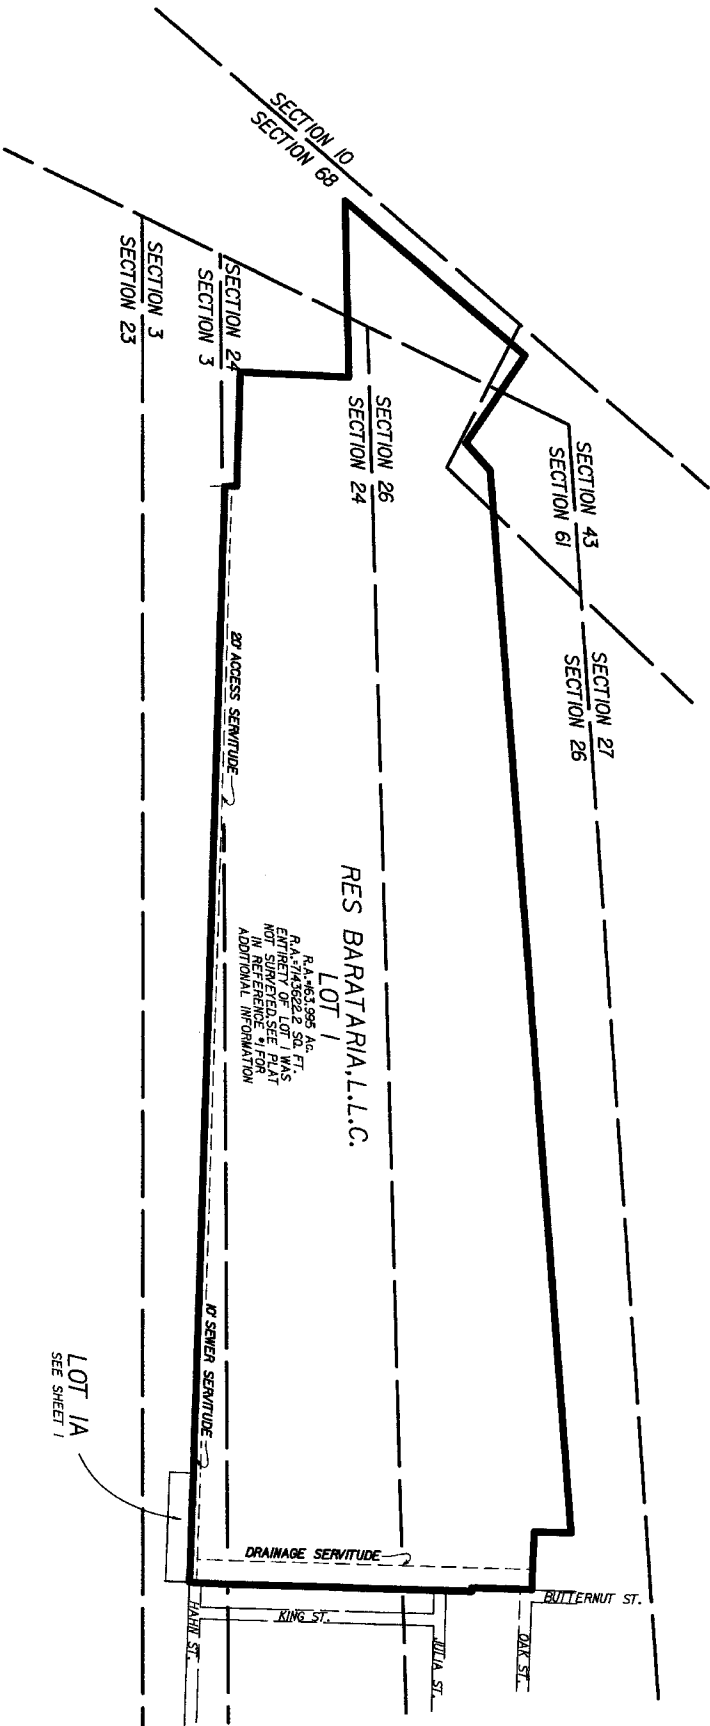 SECTION 10
SECTION 68
SECTION 3
SECTION 23
SECTION 24
SECTION 3
SECTION 26
SECTION 24
SECTION 43
SECTION 61
SECTION 27
SECTION 26
20' ACCESS SERVITUDE
RES BARATARIA, L.L.C.
LOT 1
R.A.=163.995 AC.
R.A.=7143622.2 SQ. FT.
ENTIRETY OF LOT 1 WAS
NOT SURVEYED. SEE PLAT
IN REFERENCE #1 FOR
ADDITIONAL INFORMATION
10' SEWER SERVITUDE
LOT 1A
SEE SHEET 1
DRAINAGE SERVITUDE
BUTTERNUT ST.
KING ST.
HAHN ST.
JULIA ST.
OAK ST.